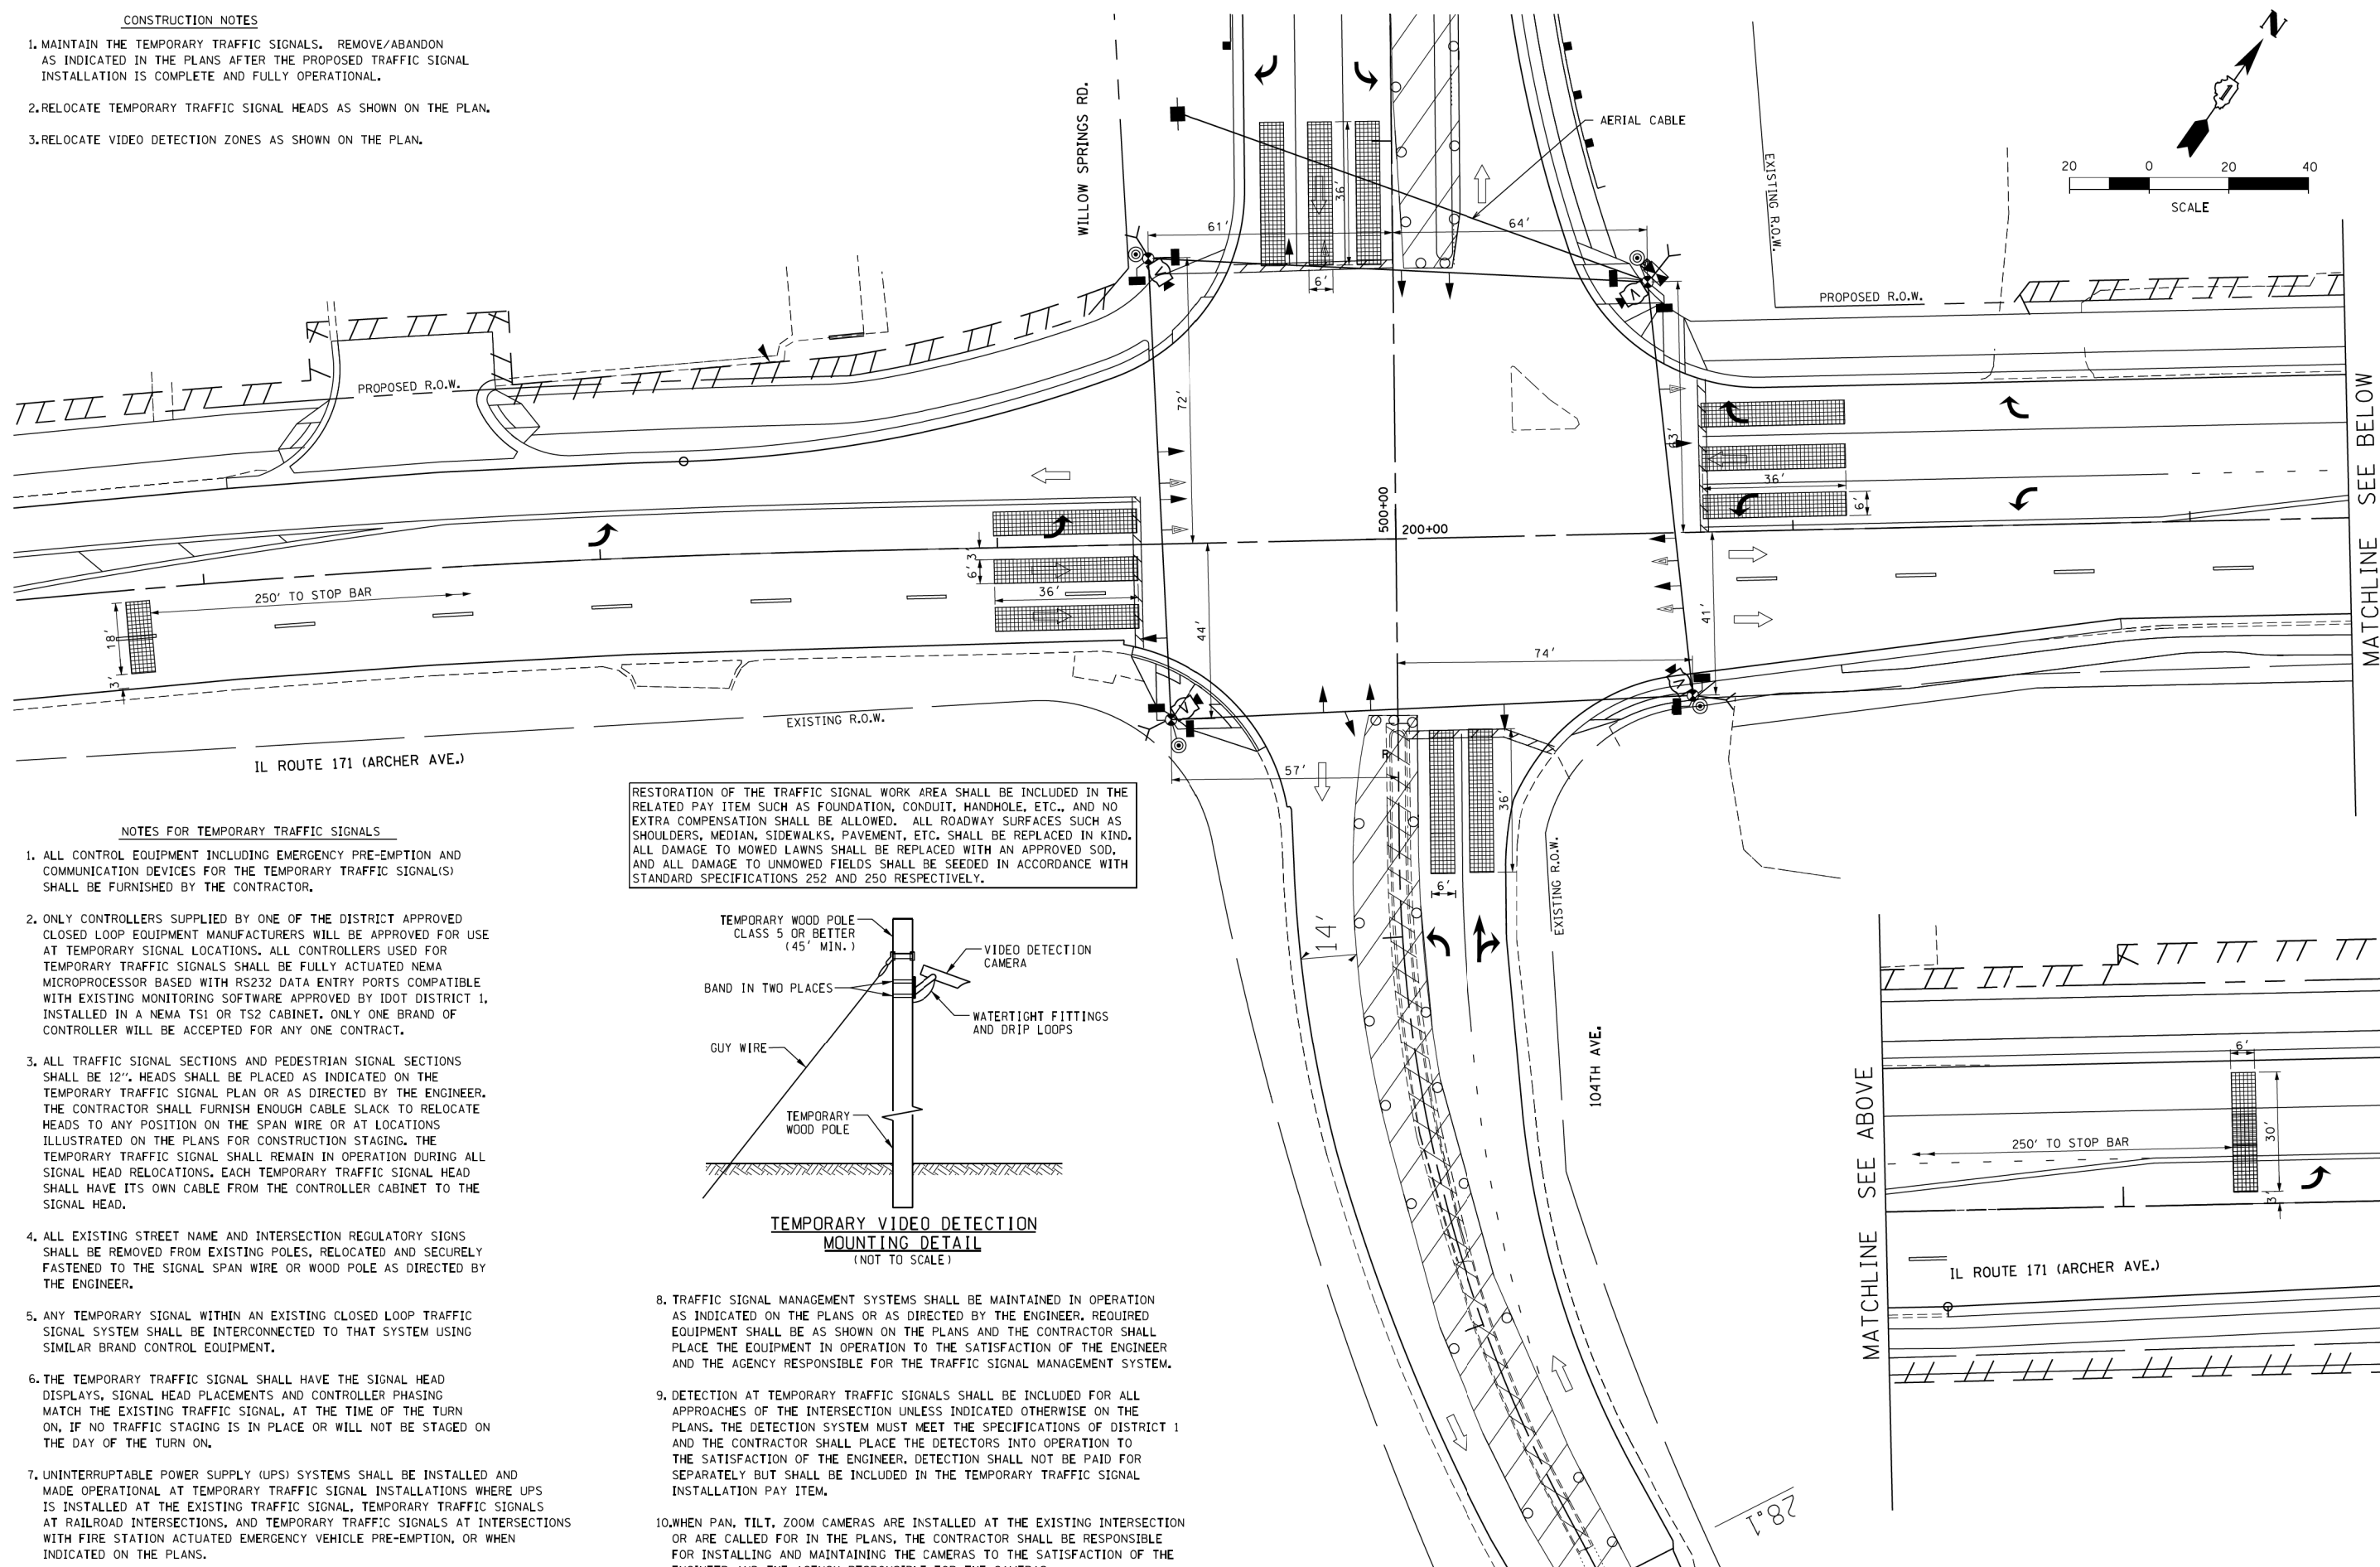 CONSTRUCTION NOTES
1. MAINTAIN THE TEMPORARY TRAFFIC SIGNALS. REMOVE/ABANDON
AS INDICATED IN THE PLANS AFTER THE PROPOSED TRAFFIC SIGNAL
INSTALLATION IS COMPLETE AND FULLY OPERATIONAL.
2. RELOCATE TEMPORARY TRAFFIC SIGNAL HEADS AS SHOWN ON THE PLAN.
3. RELOCATE VIDEO DETECTION ZONES AS SHOWN ON THE PLAN.
WILLOW SPRINGS RD.
AERIAL CABLE
EXISTING R.O.W.
N
1
20 0 20 40
SCALE
36'
61'
64'
6'
PROPOSED R.O.W.
PROPOSED R.O.W.
72'
63'
36'
6'
MATCHLINE SEE BELOW
500+00
200+00
3'
6'
36'
250' TO STOP BAR
18'
3'
44'
41'
74'
EXISTING R.O.W.
IL ROUTE 171 (ARCHER AVE.)
57'
R
36'
6'
14'
EXISTING R.O.W.
104TH AVE.
RESTORATION OF THE TRAFFIC SIGNAL WORK AREA SHALL BE INCLUDED IN THE
RELATED PAY ITEM SUCH AS FOUNDATION, CONDUIT, HANDHOLE, ETC., AND NO
EXTRA COMPENSATION SHALL BE ALLOWED. ALL ROADWAY SURFACES SUCH AS
SHOULDERS, MEDIAN, SIDEWALKS, PAVEMENT, ETC. SHALL BE REPLACED IN KIND.
ALL DAMAGE TO MOWED LAWNS SHALL BE REPLACED WITH AN APPROVED SOD,
AND ALL DAMAGE TO UNMOWED FIELDS SHALL BE SEEDED IN ACCORDANCE WITH
STANDARD SPECIFICATIONS 252 AND 250 RESPECTIVELY.
NOTES FOR TEMPORARY TRAFFIC SIGNALS
1. ALL CONTROL EQUIPMENT INCLUDING EMERGENCY PRE-EMPTION AND
COMMUNICATION DEVICES FOR THE TEMPORARY TRAFFIC SIGNAL(S)
SHALL BE FURNISHED BY THE CONTRACTOR.
2. ONLY CONTROLLERS SUPPLIED BY ONE OF THE DISTRICT APPROVED
CLOSED LOOP EQUIPMENT MANUFACTURERS WILL BE APPROVED FOR USE
AT TEMPORARY SIGNAL LOCATIONS. ALL CONTROLLERS USED FOR
TEMPORARY TRAFFIC SIGNALS SHALL BE FULLY ACTUATED NEMA
MICROPROCESSOR BASED WITH RS232 DATA ENTRY PORTS COMPATIBLE
WITH EXISTING MONITORING SOFTWARE APPROVED BY IDOT DISTRICT 1,
INSTALLED IN A NEMA TS1 OR TS2 CABINET. ONLY ONE BRAND OF
CONTROLLER WILL BE ACCEPTED FOR ANY ONE CONTRACT.
3. ALL TRAFFIC SIGNAL SECTIONS AND PEDESTRIAN SIGNAL SECTIONS
SHALL BE 12". HEADS SHALL BE PLACED AS INDICATED ON THE
TEMPORARY TRAFFIC SIGNAL PLAN OR AS DIRECTED BY THE ENGINEER.
THE CONTRACTOR SHALL FURNISH ENOUGH CABLE SLACK TO RELOCATE
HEADS TO ANY POSITION ON THE SPAN WIRE OR AT LOCATIONS
ILLUSTRATED ON THE PLANS FOR CONSTRUCTION STAGING. THE
TEMPORARY TRAFFIC SIGNAL SHALL REMAIN IN OPERATION DURING ALL
SIGNAL HEAD RELOCATIONS. EACH TEMPORARY TRAFFIC SIGNAL HEAD
SHALL HAVE ITS OWN CABLE FROM THE CONTROLLER CABINET TO THE
SIGNAL HEAD.
4. ALL EXISTING STREET NAME AND INTERSECTION REGULATORY SIGNS
SHALL BE REMOVED FROM EXISTING POLES, RELOCATED AND SECURELY
FASTENED TO THE SIGNAL SPAN WIRE OR WOOD POLE AS DIRECTED BY
THE ENGINEER.
5. ANY TEMPORARY SIGNAL WITHIN AN EXISTING CLOSED LOOP TRAFFIC
SIGNAL SYSTEM SHALL BE INTERCONNECTED TO THAT SYSTEM USING
SIMILAR BRAND CONTROL EQUIPMENT.
6. THE TEMPORARY TRAFFIC SIGNAL SHALL HAVE THE SIGNAL HEAD
DISPLAYS, SIGNAL HEAD PLACEMENTS AND CONTROLLER PHASING
MATCH THE EXISTING TRAFFIC SIGNAL, AT THE TIME OF THE TURN
ON, IF NO TRAFFIC STAGING IS IN PLACE OR WILL NOT BE STAGED ON
THE DAY OF THE TURN ON.
7. UNINTERRUPTABLE POWER SUPPLY (UPS) SYSTEMS SHALL BE INSTALLED AND
MADE OPERATIONAL AT TEMPORARY TRAFFIC SIGNAL INSTALLATIONS WHERE UPS
IS INSTALLED AT THE EXISTING TRAFFIC SIGNAL, TEMPORARY TRAFFIC SIGNALS
AT RAILROAD INTERSECTIONS, AND TEMPORARY TRAFFIC SIGNALS AT INTERSECTIONS
WITH FIRE STATION ACTUATED EMERGENCY VEHICLE PRE-EMPTION, OR WHEN
INDICATED ON THE PLANS.
TEMPORARY WOOD POLE
CLASS 5 OR BETTER
(45' MIN.)
VIDEO DETECTION
CAMERA
BAND IN TWO PLACES
WATERTIGHT FITTINGS
AND DRIP LOOPS
GUY WIRE
TEMPORARY
WOOD POLE
TEMPORARY VIDEO DETECTION
MOUNTING DETAIL
(NOT TO SCALE)
8. TRAFFIC SIGNAL MANAGEMENT SYSTEMS SHALL BE MAINTAINED IN OPERATION
AS INDICATED ON THE PLANS OR AS DIRECTED BY THE ENGINEER. REQUIRED
EQUIPMENT SHALL BE AS SHOWN ON THE PLANS AND THE CONTRACTOR SHALL
PLACE THE EQUIPMENT IN OPERATION TO THE SATISFACTION OF THE ENGINEER
AND THE AGENCY RESPONSIBLE FOR THE TRAFFIC SIGNAL MANAGEMENT SYSTEM.
9. DETECTION AT TEMPORARY TRAFFIC SIGNALS SHALL BE INCLUDED FOR ALL
APPROACHES OF THE INTERSECTION UNLESS INDICATED OTHERWISE ON THE
PLANS. THE DETECTION SYSTEM MUST MEET THE SPECIFICATIONS OF DISTRICT 1
AND THE CONTRACTOR SHALL PLACE THE DETECTORS INTO OPERATION TO
THE SATISFACTION OF THE ENGINEER. DETECTION SHALL NOT BE PAID FOR
SEPARATELY BUT SHALL BE INCLUDED IN THE TEMPORARY TRAFFIC SIGNAL
INSTALLATION PAY ITEM.
10. WHEN PAN, TILT, ZOOM CAMERAS ARE INSTALLED AT THE EXISTING INTERSECTION
OR ARE CALLED FOR IN THE PLANS, THE CONTRACTOR SHALL BE RESPONSIBLE
FOR INSTALLING AND MAINTAINING THE CAMERAS TO THE SATISFACTION OF THE
MATCHLINE SEE ABOVE
6'
30'
250' TO STOP BAR
3'
IL ROUTE 171 (ARCHER AVE.)
28.1